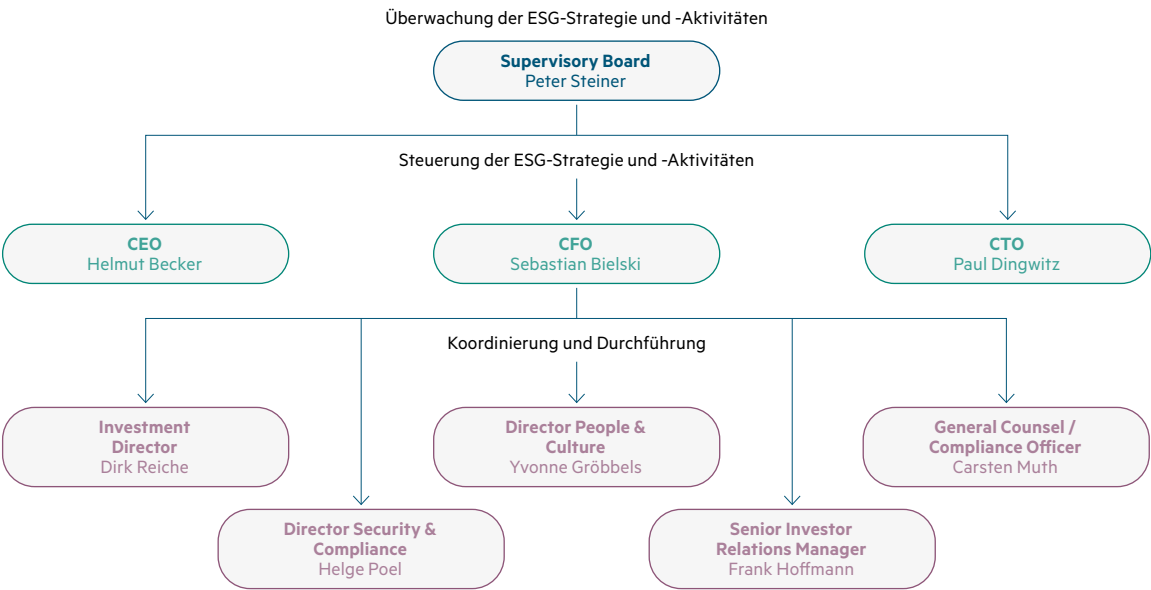 Überwachung der ESG-Strategie und -Aktivitäten
Supervisory Board
Peter Steiner
Steuerung der ESG-Strategie und -Aktivitäten
CEO
Helmut Becker
CFO
Sebastian Bielski
CTO
Paul Dingwitz
Koordinierung und Durchführung
Investment
Director
Dirk Reiche
Director People &
Culture
Yvonne Gröbbels
General Counsel /
Compliance Officer
Carsten Muth
Director Security &
Compliance
Helge Poel
Senior Investor
Relations Manager
Frank Hoffmann